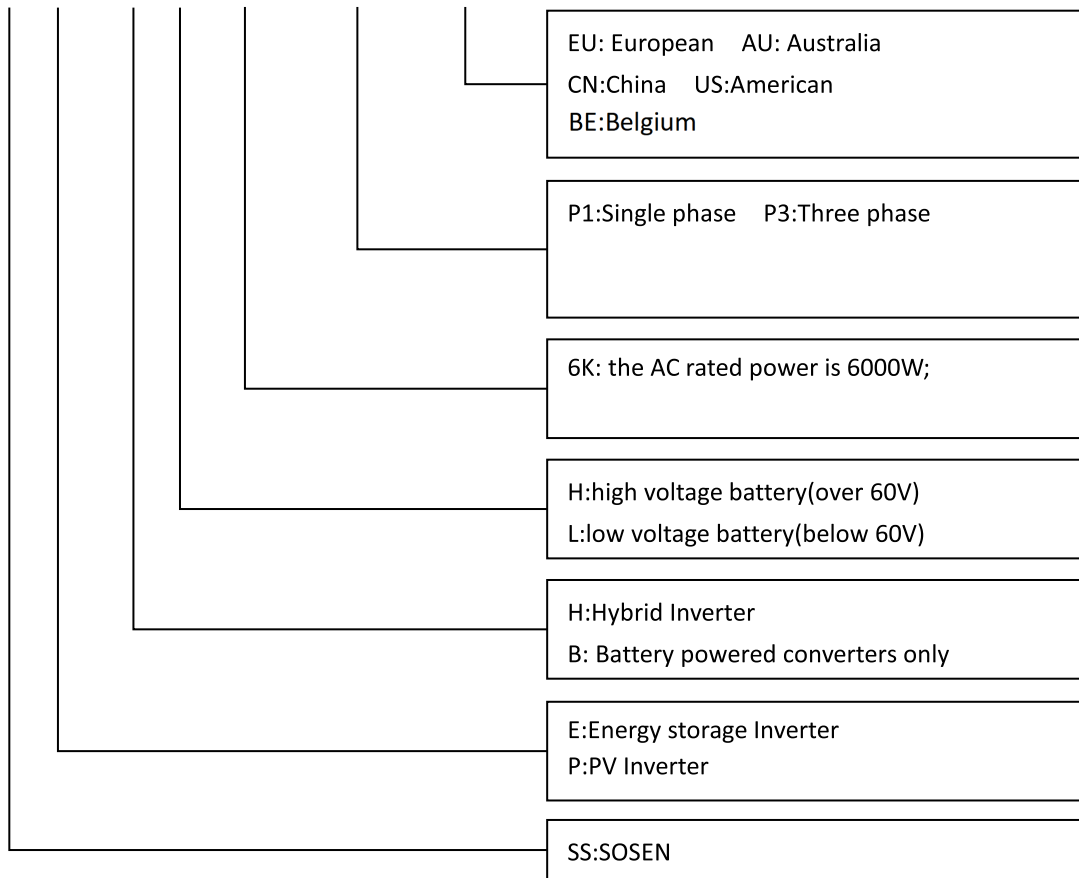 EU: European AU: Australia
CN:China US:American
BE:Belgium
P1:Single phase P3:Three phase
6K: the AC rated power is 6000W;
H:high voltage battery(over 60V)
L:low voltage battery(below 60V)
H:Hybrid Inverter
B: Battery powered converters only
E:Energy storage Inverter
P:PV Inverter
SS:SOSEN